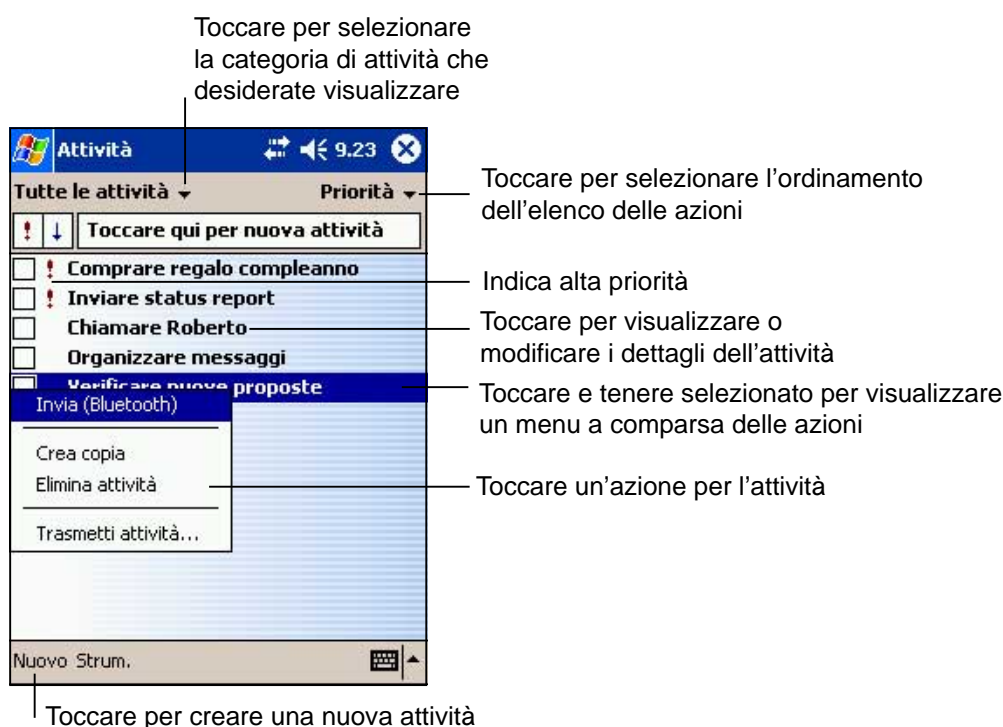 Toccare per selezionare
la categoria di attività che
desiderate visualizzare
Attività 9.23
Tutte le attività Priorità
Toccare per selezionare l'ordinamento
dell'elenco delle azioni
! ↓ Toccare qui per nuova attività
! Comprare regalo compleanno
Indica alta priorità
! Inviare status report
Chiamare Roberto
Toccare per visualizzare o
modificare i dettagli dell'attività
Organizzare messaggi
Verificare nuove proposte
Toccare e tenere selezionato per visualizzare
un menu a comparsa delle azioni
Invia (Bluetooth)
Crea copia
Elimina attività
Toccare un'azione per l'attività
Trasmetti attività...
Nuovo Strum.
Toccare per creare una nuova attività